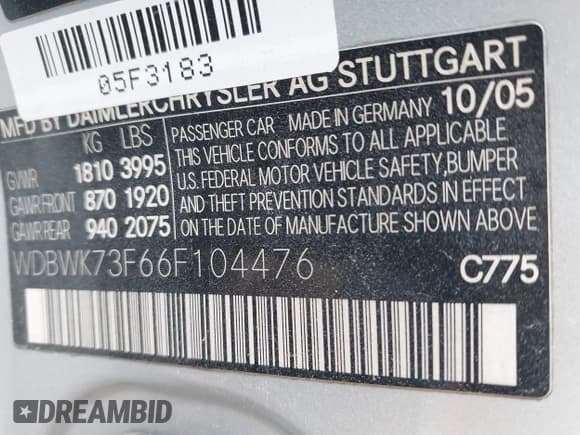 05F3183
MFD BY DAIMLERCHRYSLER AG STUTTGART
KG LBS
GVWR 1810 3995
GAWR FRONT 870 1920
GAWR REAR 940 2075
10/05
PASSENGER CAR MADE IN GERMANY
THIS VEHICLE CONFORMS TO ALL APPLICABLE
U.S. FEDERAL MOTOR VEHICLE SAFETY, BUMPER
AND THEFT PREVENTION STANDARDS IN EFFECT
ON THE DATE OF MANUFACTURE SHOWN ABOVE
WDBWK73F66F104476
C775
DREAMBID